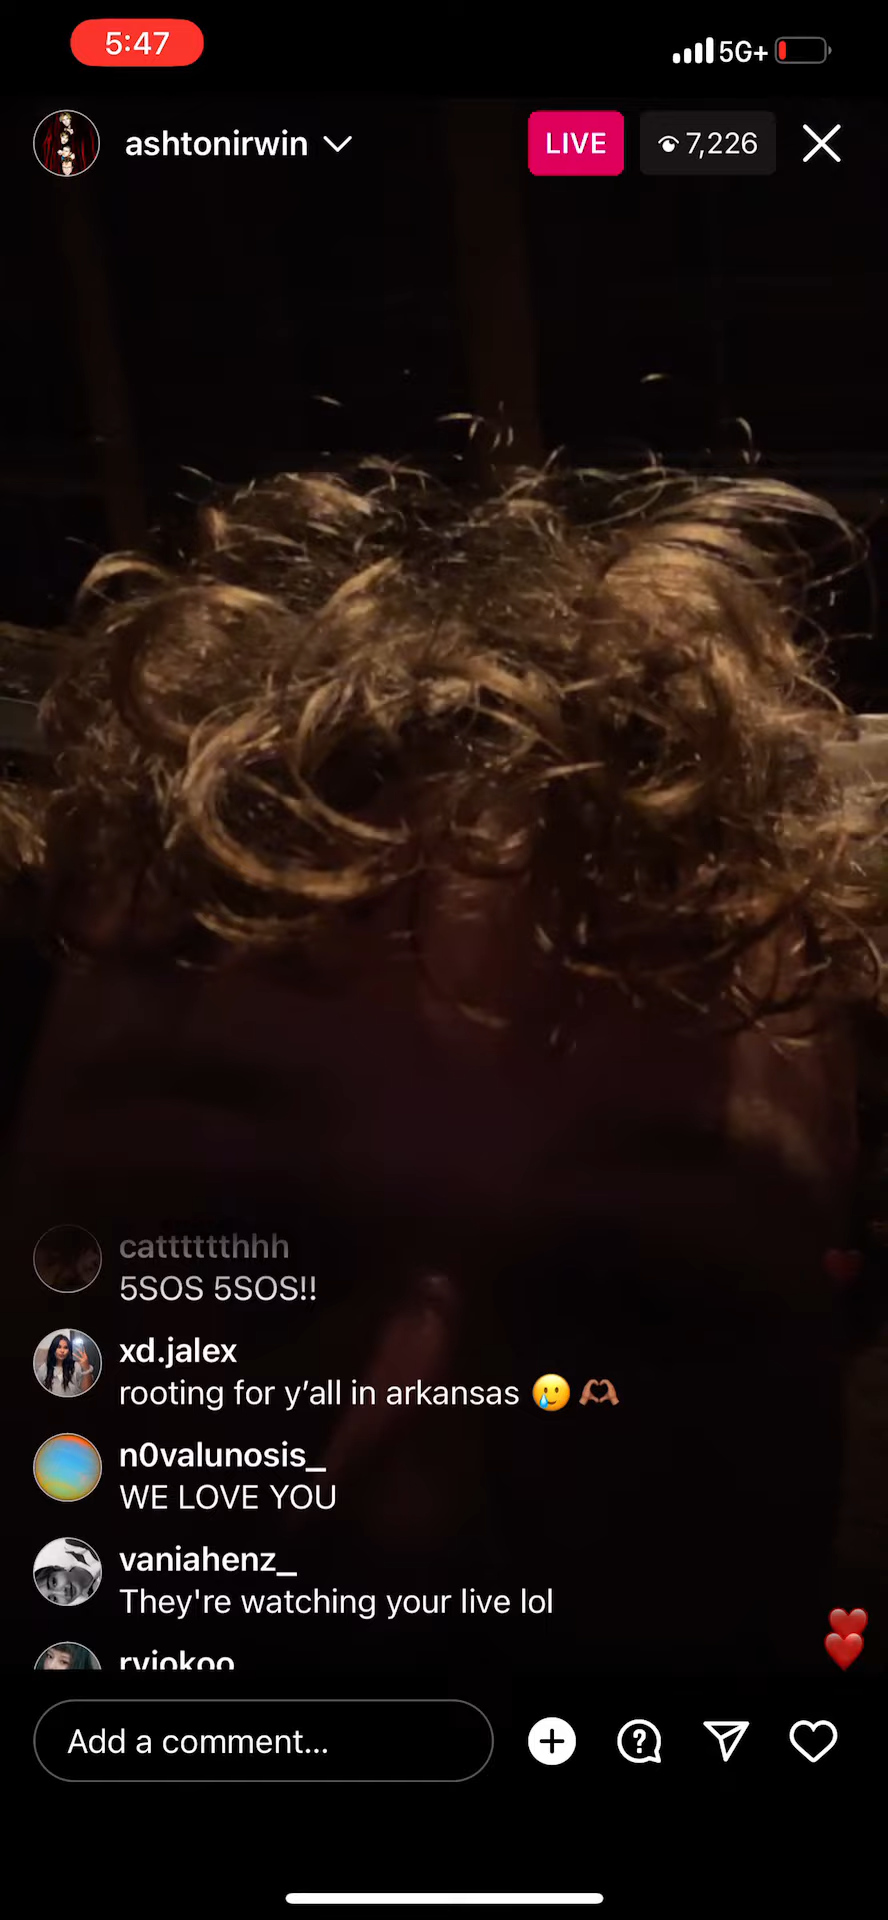 5:47
5G+
ashtonirwin
LIVE
7,226
catttttthhh
5SOS 5SOS!!
xd.jalex
rooting for y’all in arkansas 🥲 🫶🏽
n0valunosis_
WE LOVE YOU
vaniahenz_
They're watching your live lol
Add a comment...